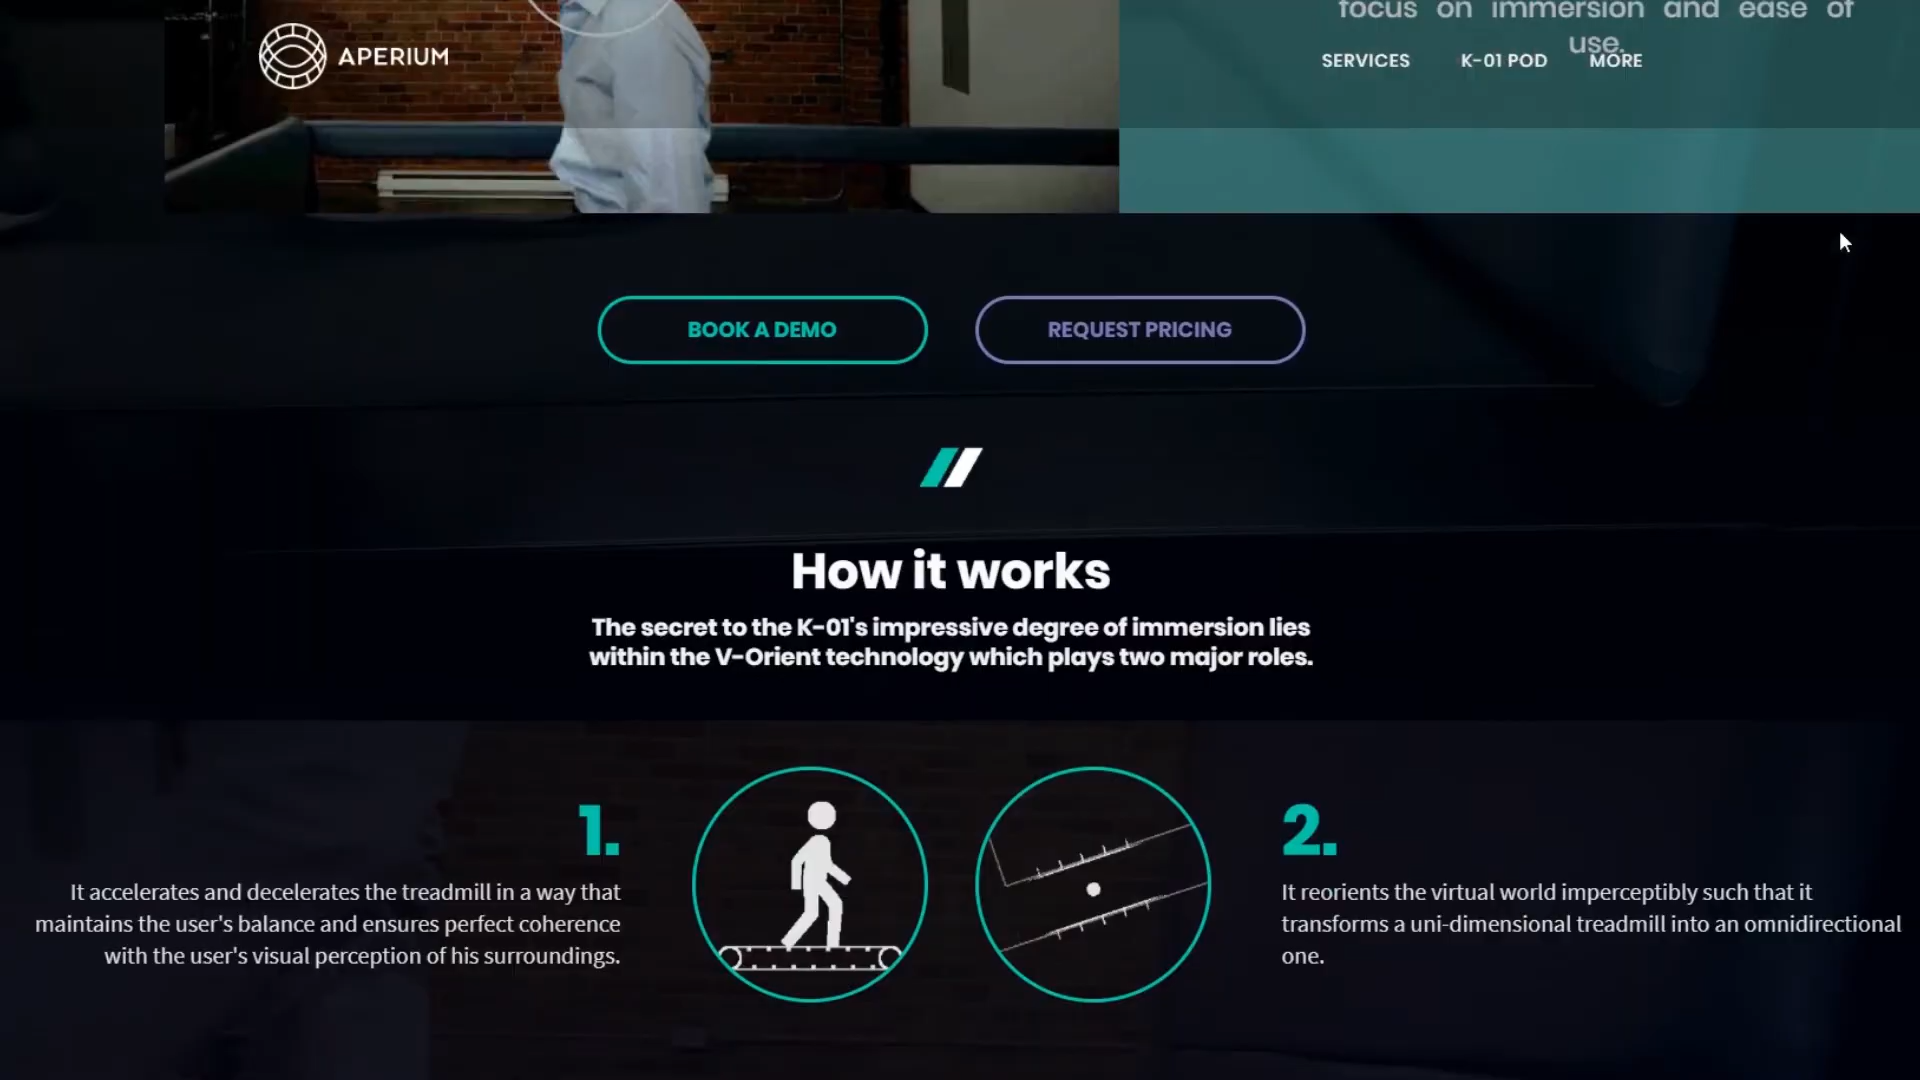 focus on immersion and ease of
use.
APERIUM
SERVICES K-01 POD MORE
BOOK A DEMO
REQUEST PRICING
How it works
The secret to the K-01's impressive degree of immersion lies
within the V-Orient technology which plays two major roles.
1.
It accelerates and decelerates the treadmill in a way that
maintains the user's balance and ensures perfect coherence
with the user's visual perception of his surroundings.
2.
It reorients the virtual world imperceptibly such that it
transforms a uni-dimensional treadmill into an omnidirectional
one.